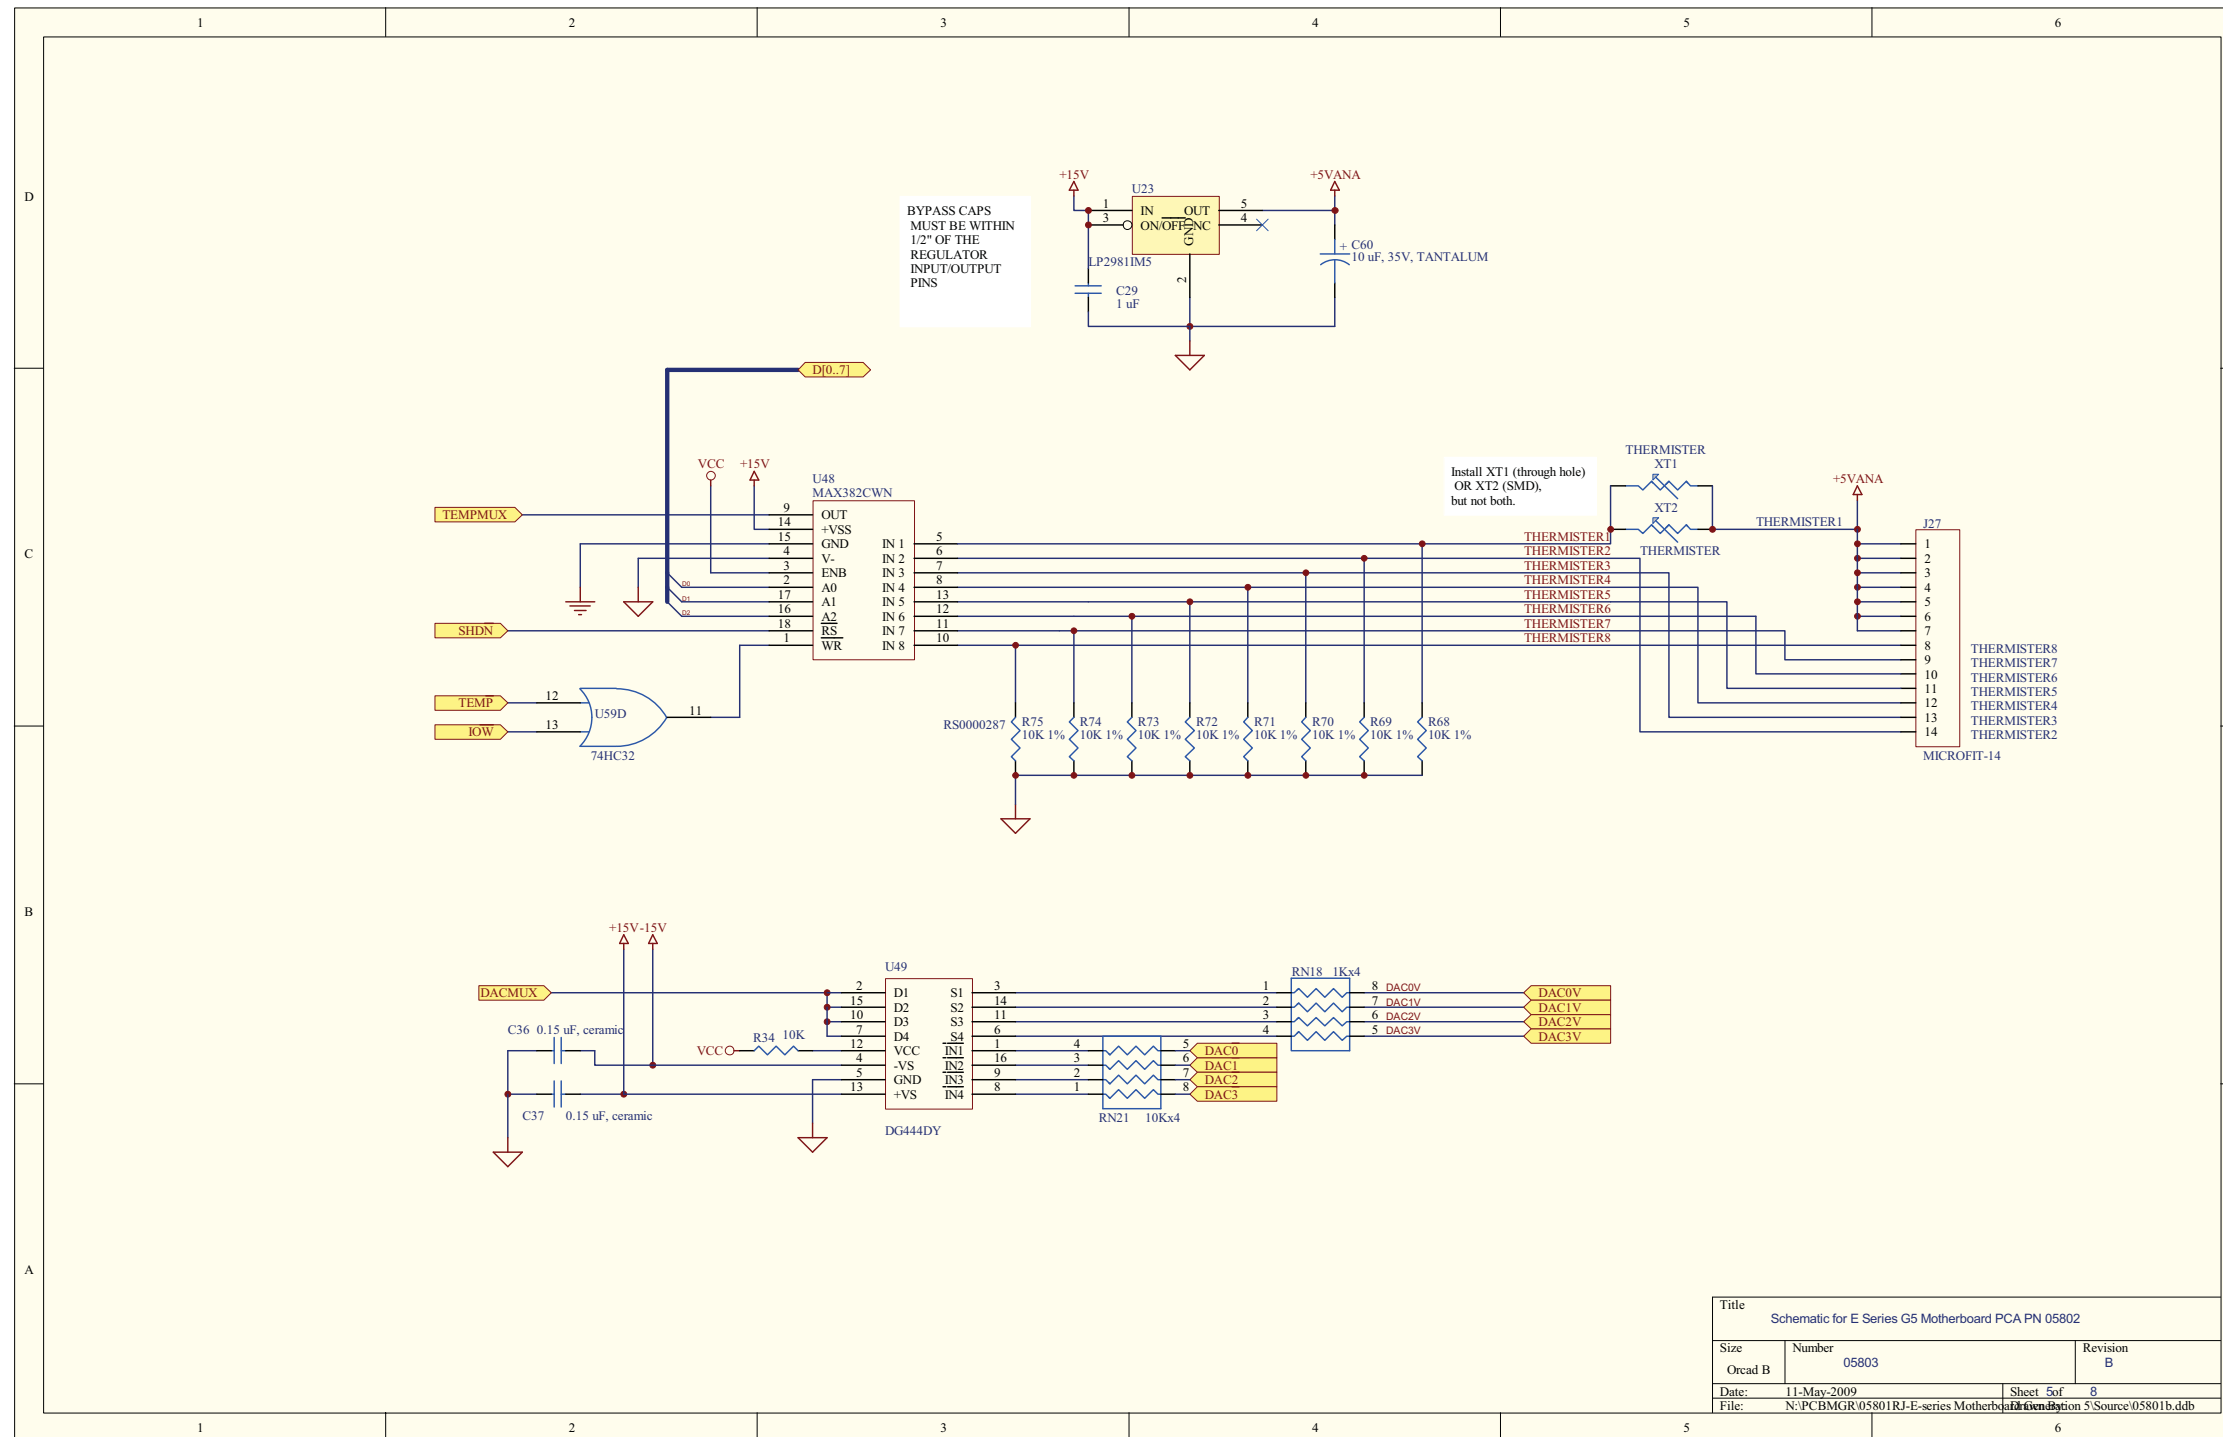 1 2 3 4 5 6
D
+15V
U23
+5VANA
BYPASS CAPS
MUST BE WITHIN
1/2" OF THE
REGULATOR
INPUT/OUTPUT
PINS
1 IN OUT 5
3 ON/OFF NC 4
GND
2
LP2981IM5
C29
1 uF
+ C60
10 uF, 35V, TANTALUM
D[0..7]
C
VCC +15V
U48
MAX382CWN
TEMPMUX
SHDN
TEMP
IOW
9 OUT
14 +VSS
15 GND IN 1 5
4 V- IN 2 6
3 ENB IN 3 7
D0 2 A0 IN 4 8
D1 17 A1 IN 5 13
D2 16 A2 IN 6 12
18 RS IN 7 11
1 WR IN 8 10
12
13
U59D
11
74HC32
Install XT1 (through hole)
OR XT2 (SMD),
but not both.
THERMISTER
XT1
XT2
THERMISTER
THERMISTER1
+5VANA
THERMISTER1
THERMISTER2
THERMISTER3
THERMISTER4
THERMISTER5
THERMISTER6
THERMISTER7
THERMISTER8
J27
1
2
3
4
5
6
7
8 THERMISTER8
9 THERMISTER7
10 THERMISTER6
11 THERMISTER5
12 THERMISTER4
13 THERMISTER3
14 THERMISTER2
MICROFIT-14
RS0000287
R75 R74 R73 R72 R71 R70 R69 R68
10K 1% 10K 1% 10K 1% 10K 1% 10K 1% 10K 1% 10K 1% 10K 1%
B
+15V -15V
U49
DACMUX
2 D1 S1 3
15 D2 S2 14
10 D3 S3 11
7 D4 S4 6
12 VCC IN1 1
4 -VS IN2 16
5 GND IN3 9
13 +VS IN4 8
DG444DY
C36 0.15 uF, ceramic
VCC
R34 10K
C37 0.15 uF, ceramic
RN18 1Kx4
1 8 DAC0V DAC0V
2 7 DAC1V DAC1V
3 6 DAC2V DAC2V
4 5 DAC3V DAC3V
4 5 DAC0
3 6 DAC1
2 7 DAC2
1 8 DAC3
RN21 10Kx4
A
Title
Schematic for E Series G5 Motherboard PCA PN 05802
Size Number Revision
Orcad B 05803 B
Date: 11-May-2009 Sheet 5 of 8
File: N:\PCBMGR\05801RJ-E-series Motherboard Generation 5\Source\05801b.ddb
Drawn By:
1 2 3 4 5 6